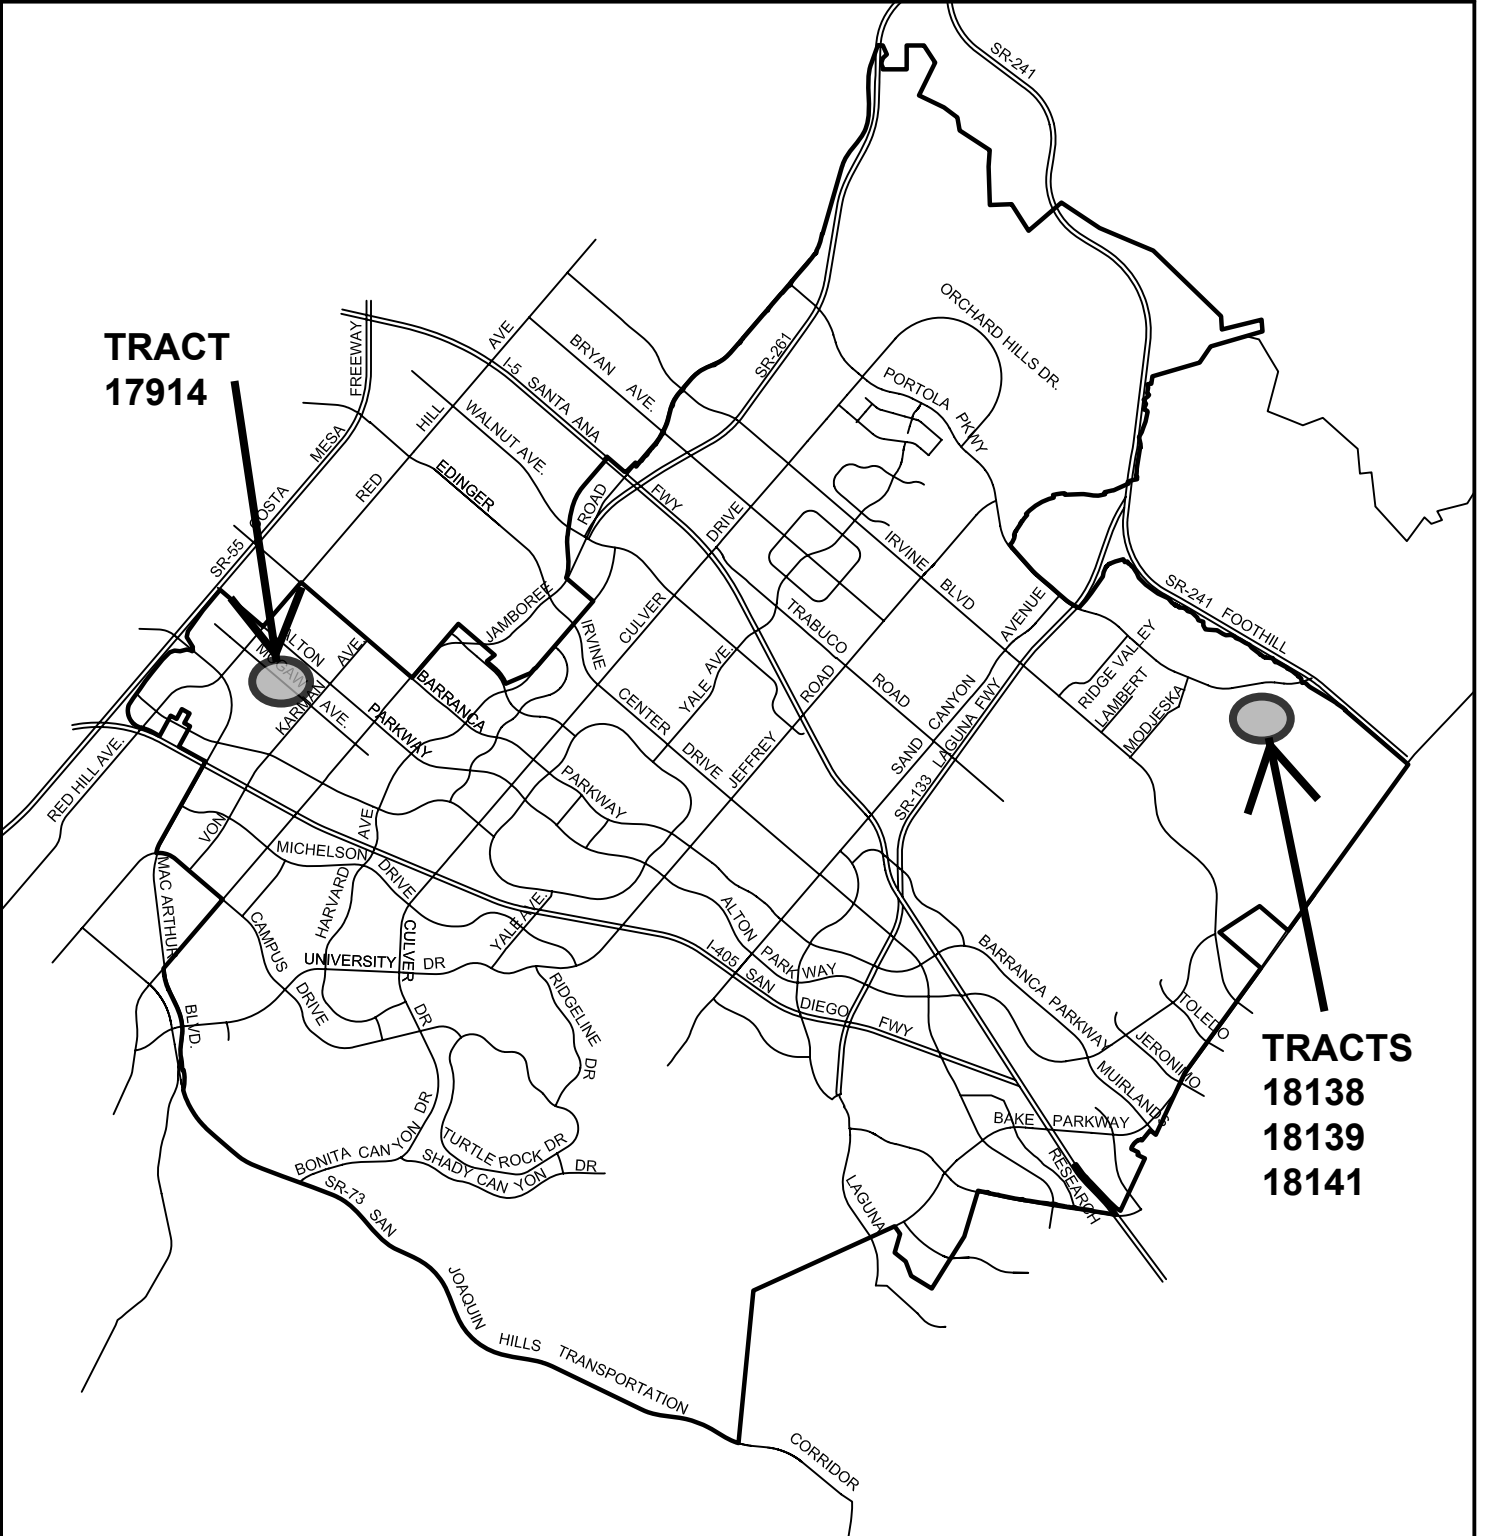 SR-241
TRACT
17914
FREEWAY
MESA
COSTA
SR-55
AVE
HILL
RED
I-5 SANTA ANA
FWY
BRYAN AVE.
WALNUT AVE.
EDINGER
SR-261
ORCHARD HILLS DR.
PORTOLA PKWY
ROAD
JAMBOREE
DRIVE
CULVER
IRVINE
CENTER
DRIVE
IRVINE
BLVD
TRABUCO
ROAD
YALE AVE.
ROAD
JEFFREY
AVENUE
CANYON
SAND
SR-133 LAGUNA FWY
SR-241 FOOTHILL
RIDGE VALLEY
LAMBERT
MODJESKA
ALTON
PARKWAY
AVE.
AVE.
KARMAN
VON
BARRANCA
PARKWAY
RED HILL AVE.
MICHELSON
DRIVE
AVE
HARVARD
MAC ARTHUR
BLVD.
CAMPUS
DRIVE
UNIVERSITY DR
CULVER
DR
YALE AVE.
RIDGELINE
DR
ALTON
PARK WAY
I-405 SAN
DIEGO
FWY
BARRANCA PARKWAY
TOLEDO
JERONIMO
MUIRLANDS
BAKE PARKWAY
RESEARCH
LAGUNA
TRACTS
18138
18139
18141
BONITA CAN YON DR
TURTLE ROCK DR
SHADY CAN YON DR
SR-73 SAN
JOAQUIN
HILLS TRANSPORTATION
CORRIDOR